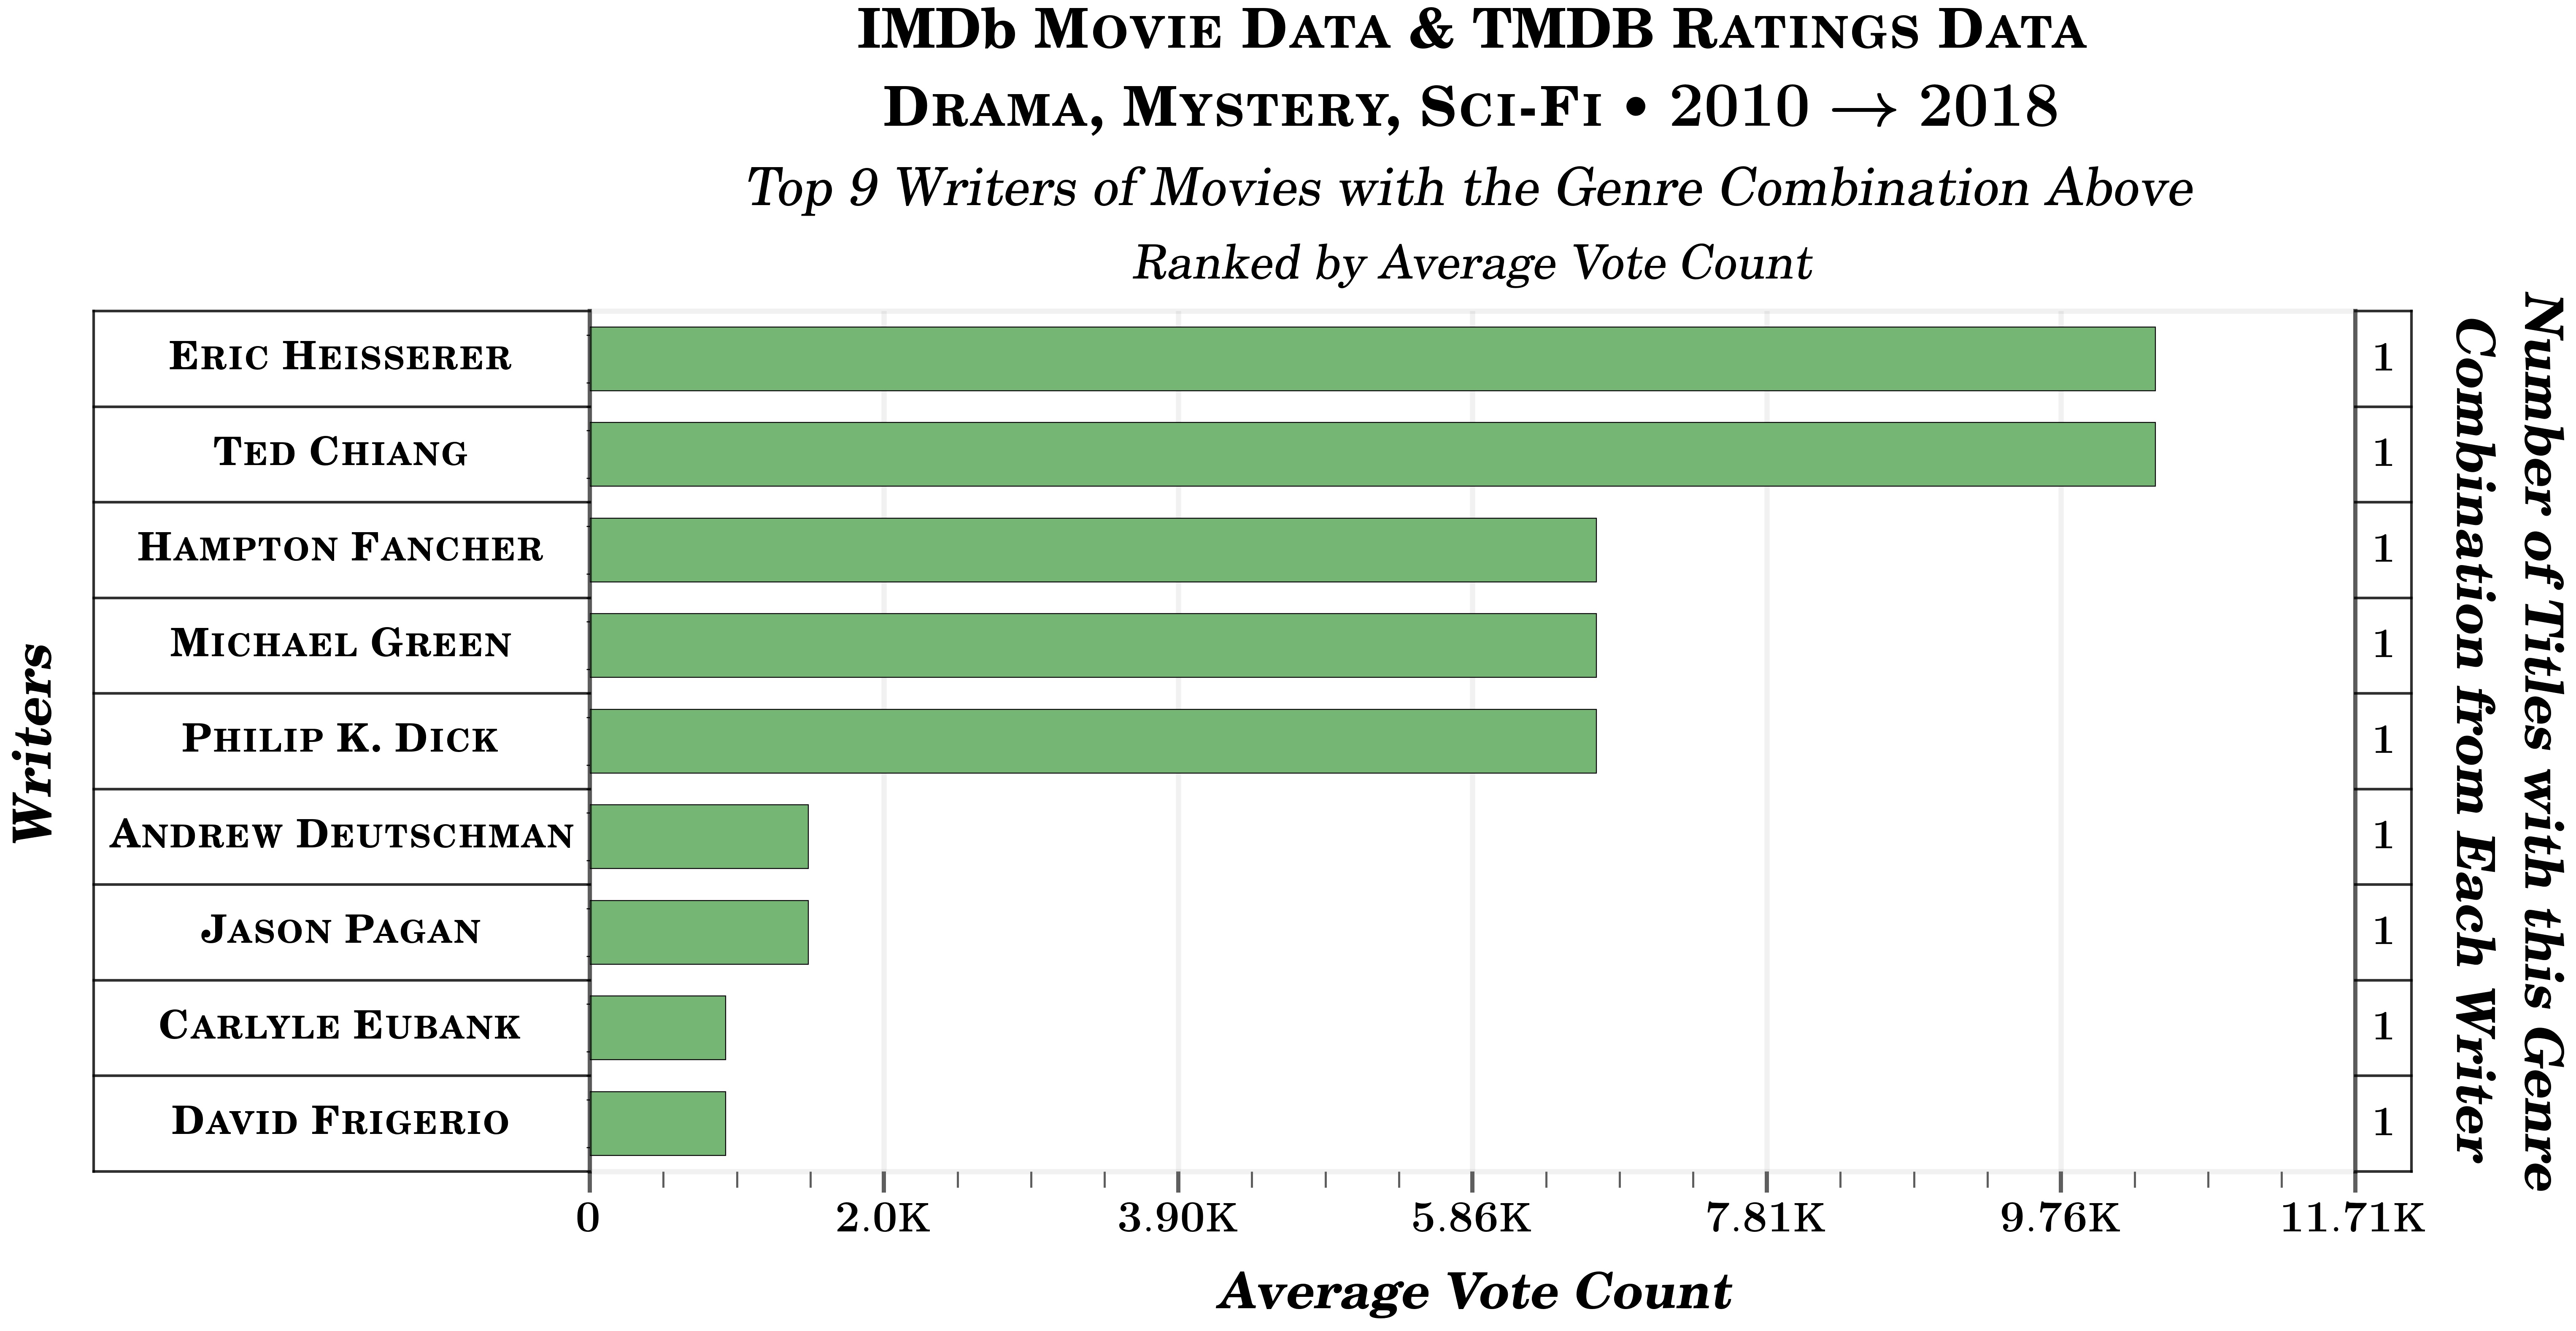 IMDb Movie Data & TMDB Ratings Data
Drama, Mystery, Sci-Fi • 2010 → 2018
Top 9 Writers of Movies with the Genre Combination Above
Ranked by Average Vote Count
Writers
Eric Heisserer 1
Ted Chiang 1
Hampton Fancher 1
Michael Green 1
Philip K. Dick 1
Andrew Deutschman 1
Jason Pagan 1
Carlyle Eubank 1
David Frigerio 1
Number of Titles with this Genre
Combination from Each Writer
0 2.0K 3.90K 5.86K 7.81K 9.76K 11.71K
Average Vote Count